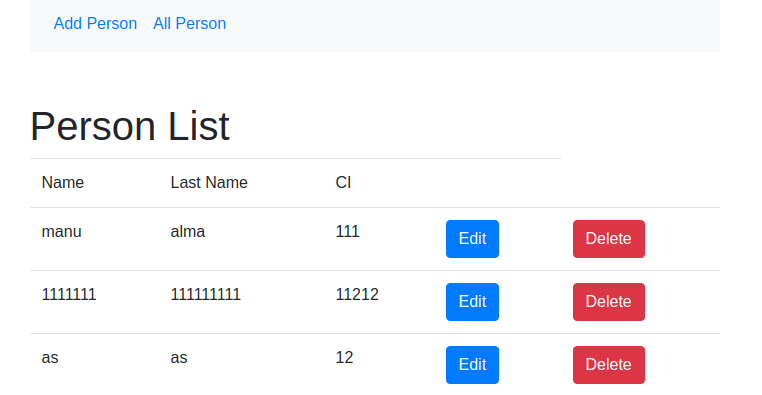 Add Person All Person
Person List
Name Last Name CI
manu alma 111 Edit Delete
1111111 111111111 11212 Edit Delete
as as 12 Edit Delete